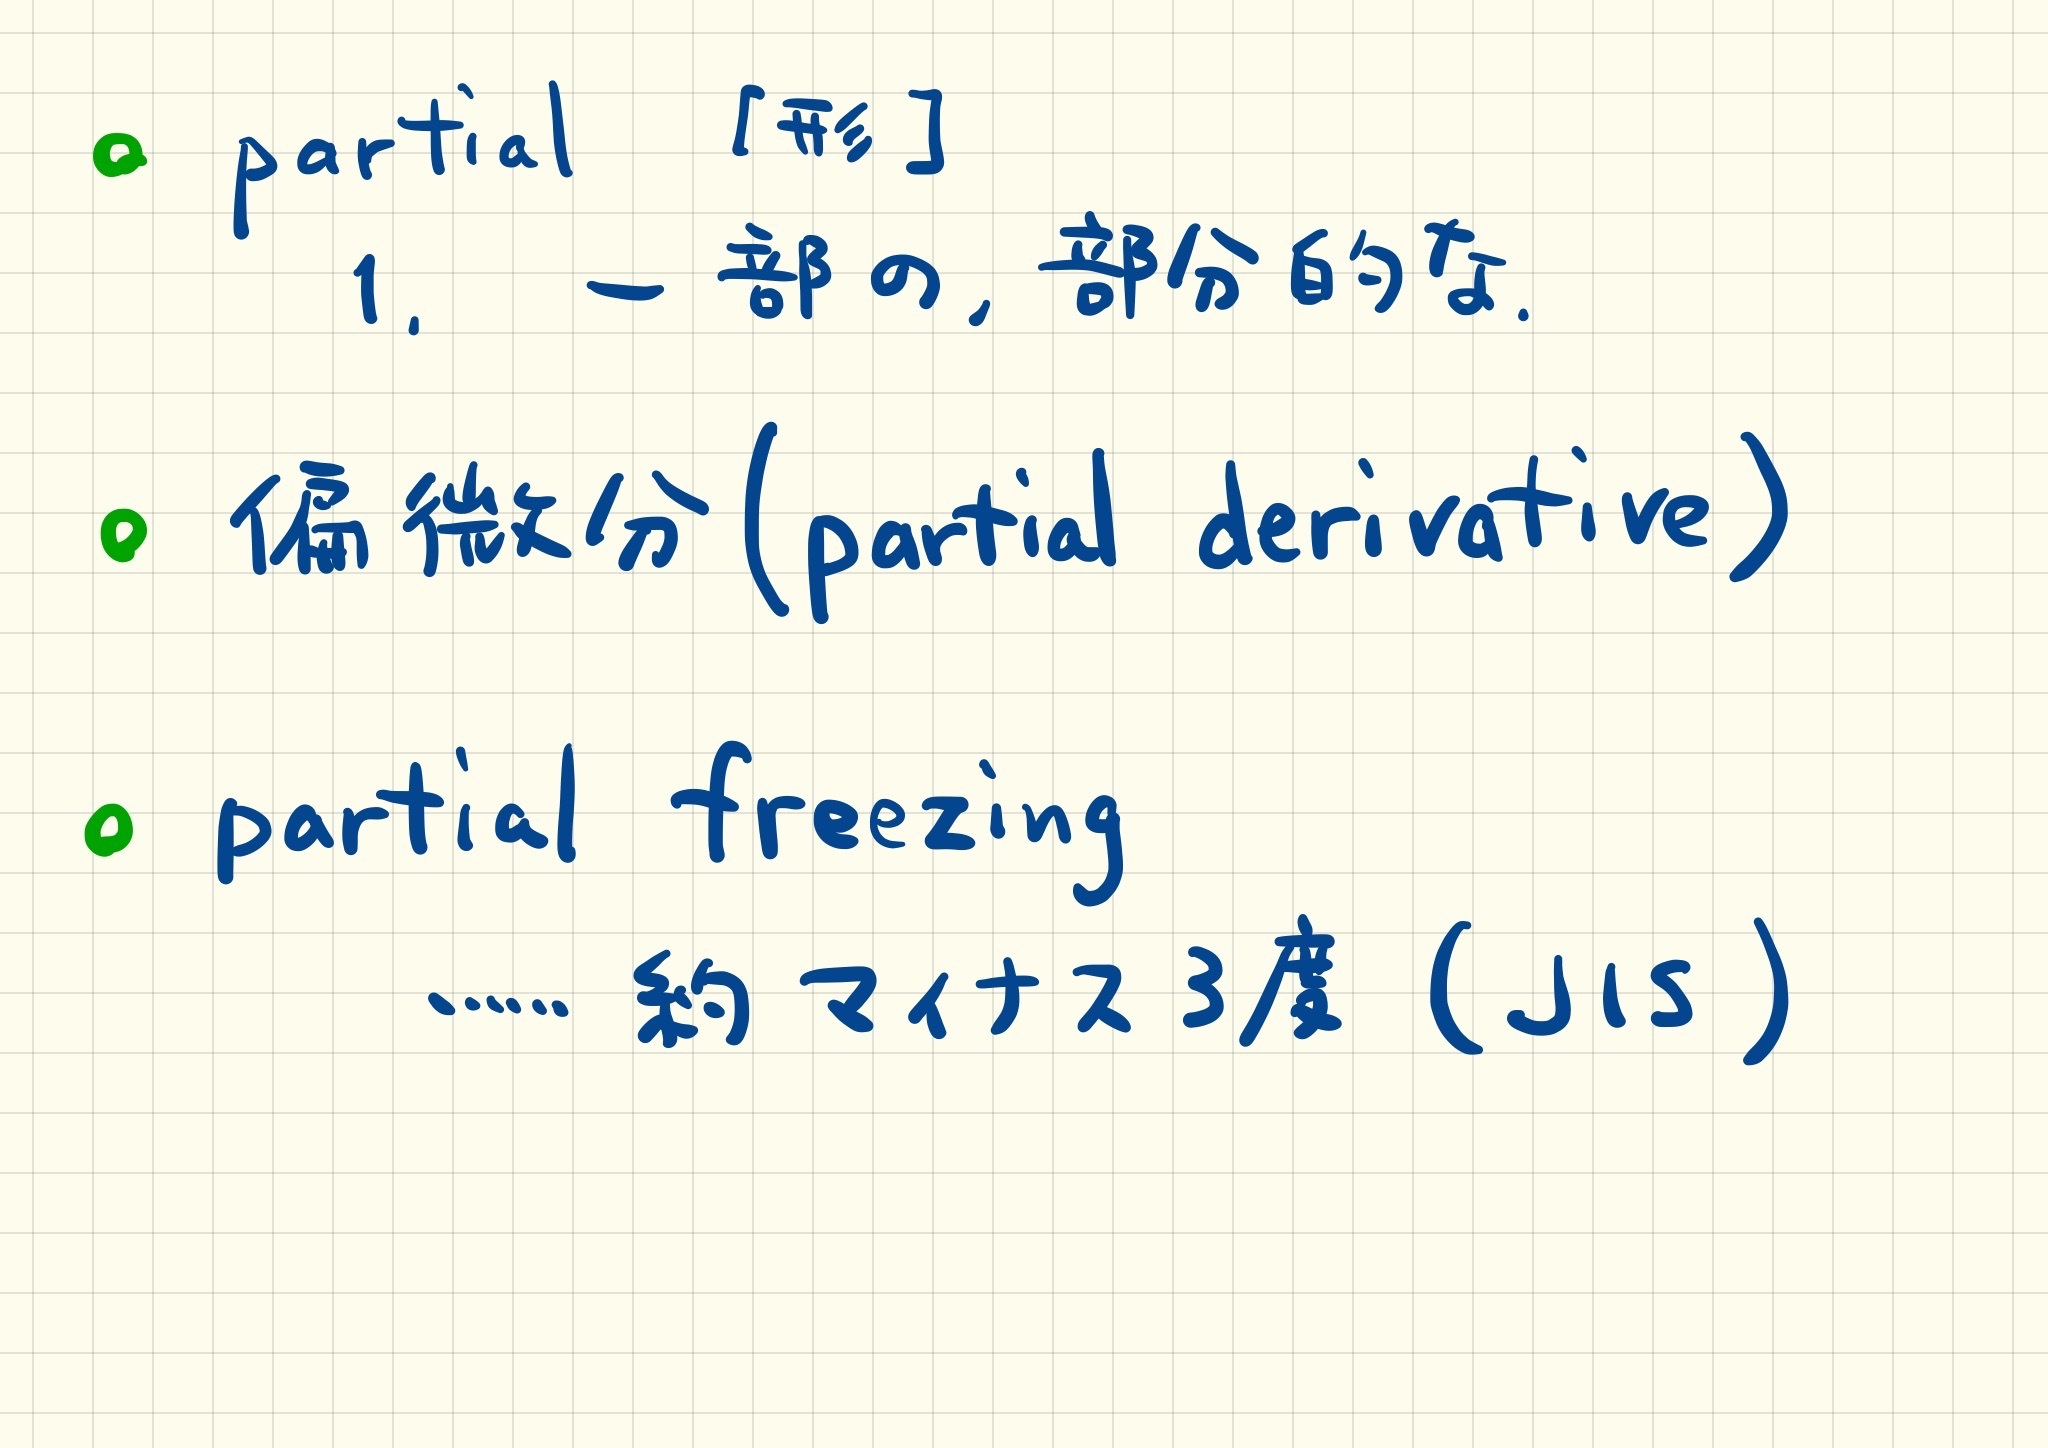 partial [形]
1. 一部の, 部分的な.
偏微分(partial derivative)
partial freezing
…… 約マイナス3度 (JIS)